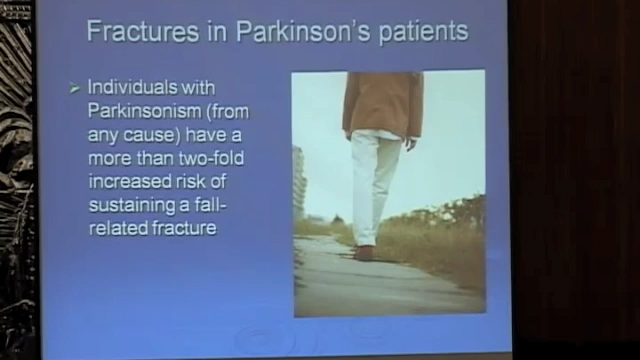 Fractures in Parkinson's patients
Individuals with
Parkinsonism (from
any cause) have a
more than two-fold
increased risk of
sustaining a fall-
related fracture